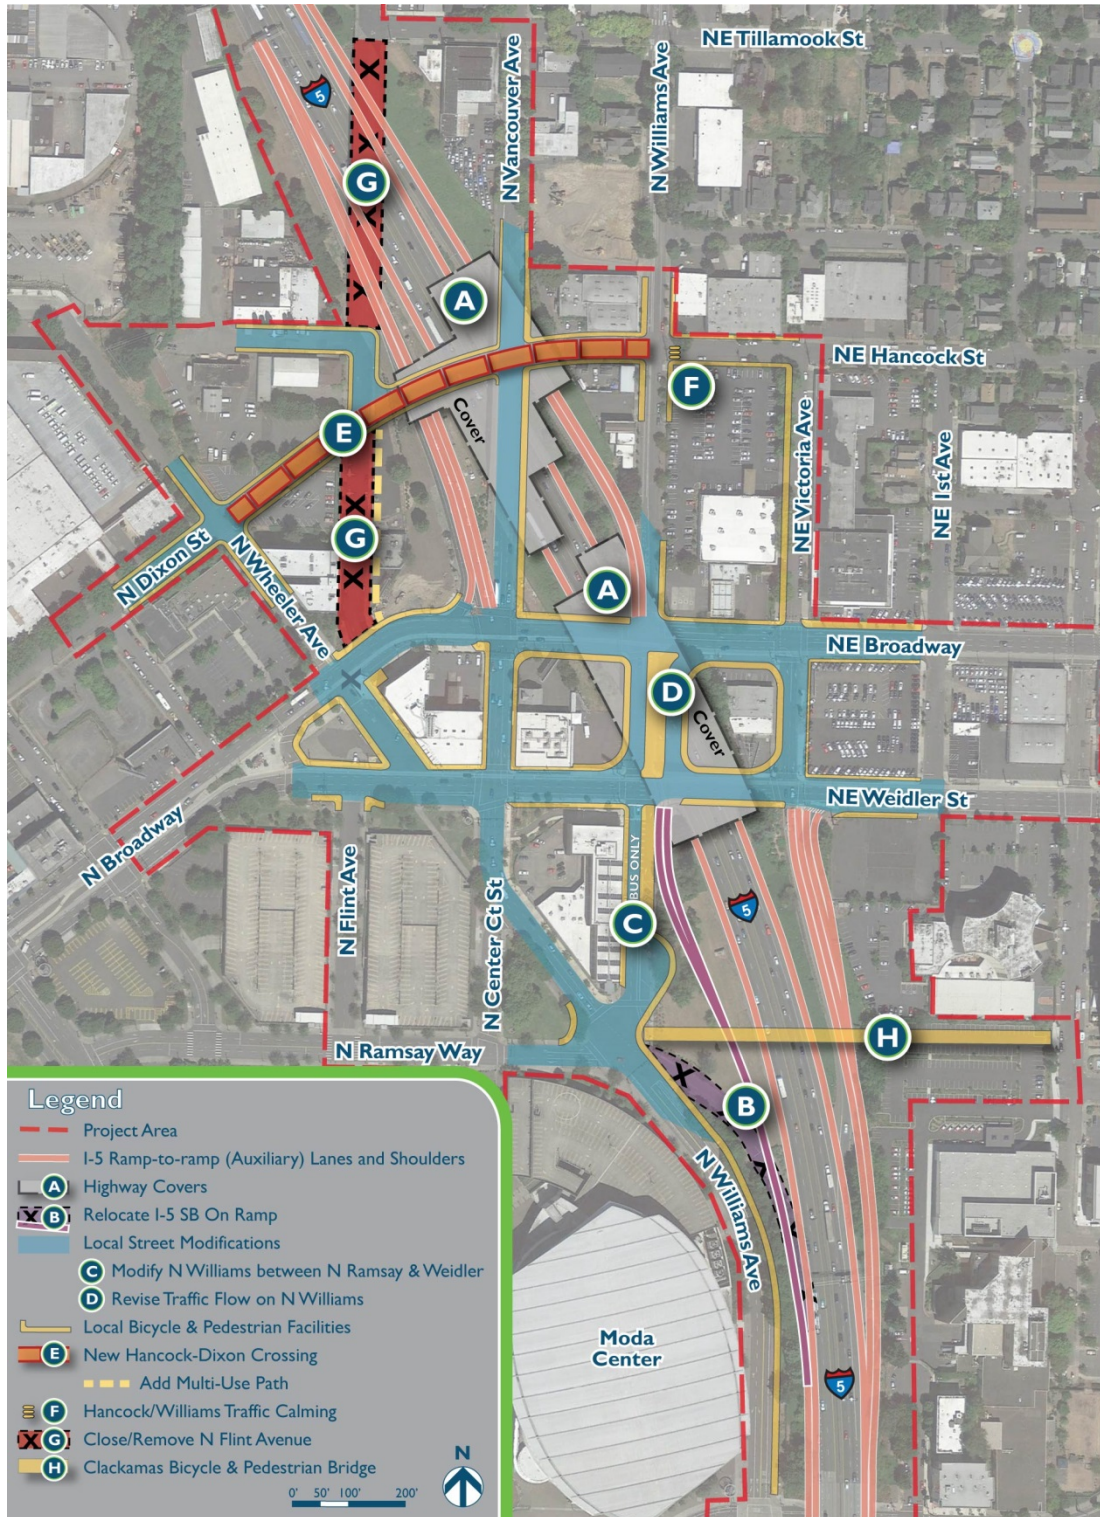 NE Tillamook St
N Vancouver Ave
N Williams Ave
5
G
A
NE Hancock St
F
E
Cover
NE Victoria Ave
NE 1st Ave
G
N Dixon St
N Wheeler Ave
A
NE Broadway
D
Cover
NE Weidler St
N Broadway
BUS ONLY
N Flint Ave
N Center Ct St
5
C
H
N Ramsay Way
B
N Williams Ave
Moda
Center
5
Legend
Project Area
I-5 Ramp-to-ramp (Auxiliary) Lanes and Shoulders
A Highway Covers
X B Relocate I-5 SB On Ramp
Local Street Modifications
C Modify N Williams between N Ramsay & Weidler
D Revise Traffic Flow on N Williams
Local Bicycle & Pedestrian Facilities
E New Hancock-Dixon Crossing
Add Multi-Use Path
F Hancock/Williams Traffic Calming
X G Close/Remove N Flint Avenue
H Clackamas Bicycle & Pedestrian Bridge
N
0' 50' 100' 200'